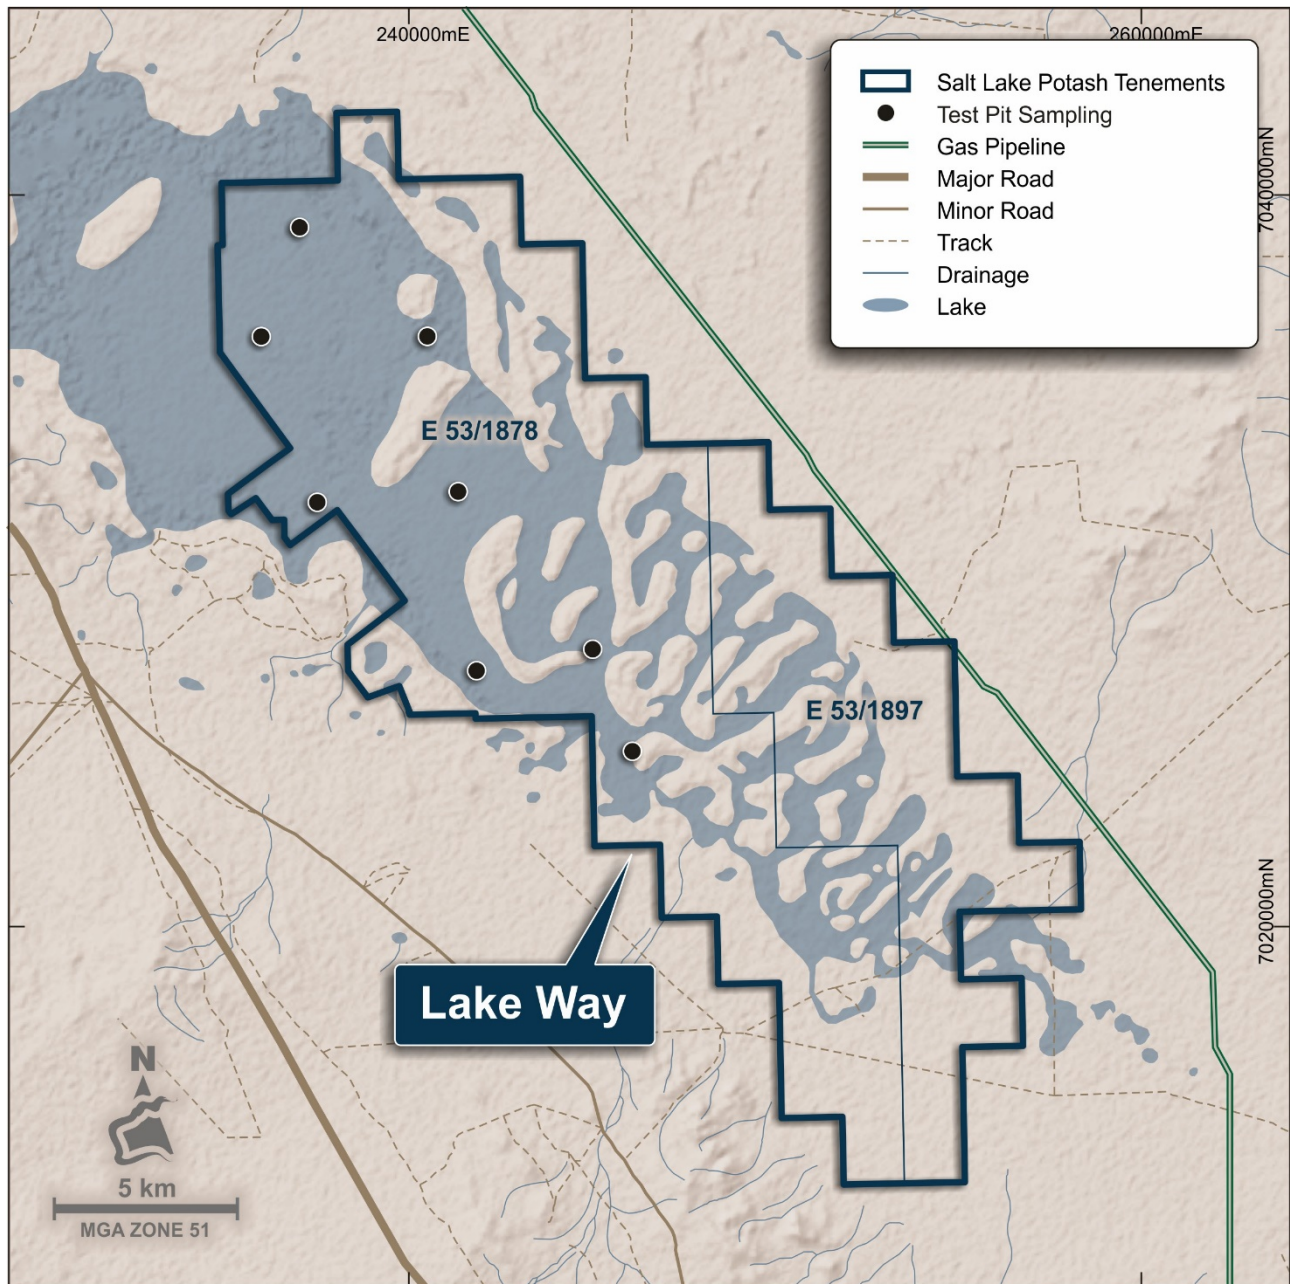 240000mE
260000mE
Salt Lake Potash Tenements
Test Pit Sampling
Gas Pipeline
Major Road
Minor Road
Track
Drainage
Lake
7040000mN
E 53/1878
E 53/1897
7020000mN
Lake Way
N
5 km
MGA ZONE 51